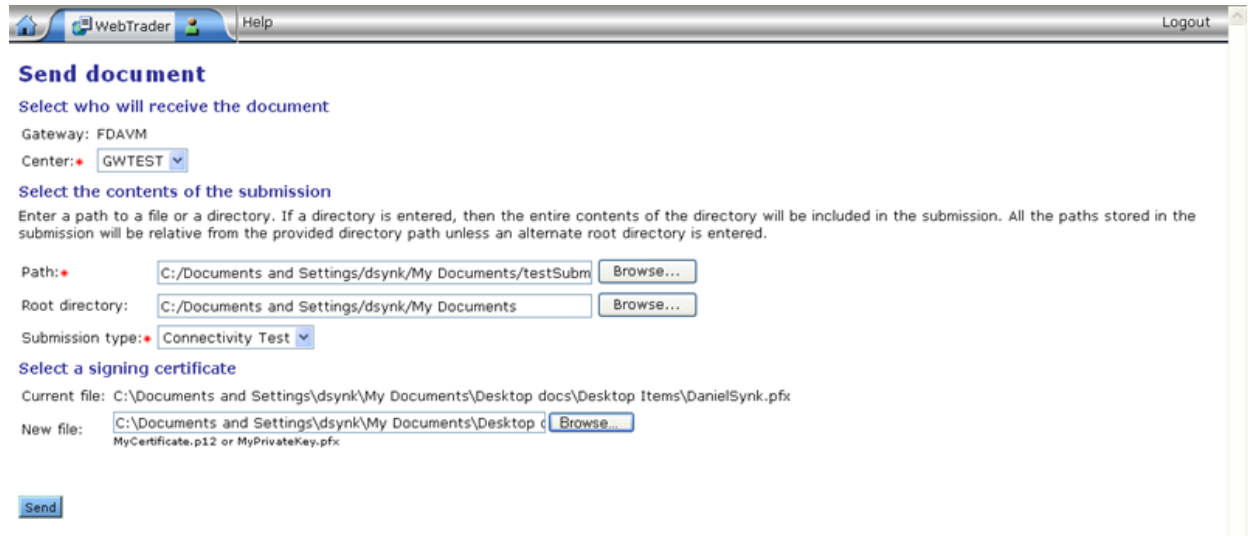 WebTrader Help Logout
Send document
Select who will receive the document
Gateway: FDAVM
Center:* GWTEST
Select the contents of the submission
Enter a path to a file or a directory. If a directory is entered, then the entire contents of the directory will be included in the submission. All the paths stored in the
submission will be relative from the provided directory path unless an alternate root directory is entered.
Path:* C:/Documents and Settings/dsynk/My Documents/testSubm Browse...
Root directory: C:/Documents and Settings/dsynk/My Documents Browse...
Submission type:* Connectivity Test
Select a signing certificate
Current file: C:\Documents and Settings\dsynk\My Documents\Desktop docs\Desktop Items\DanielSynk.pfx
New file: C:\Documents and Settings\dsynk\My Documents\Desktop d Browse...
MyCertificate.p12 or MyPrivateKey.pfx
Send